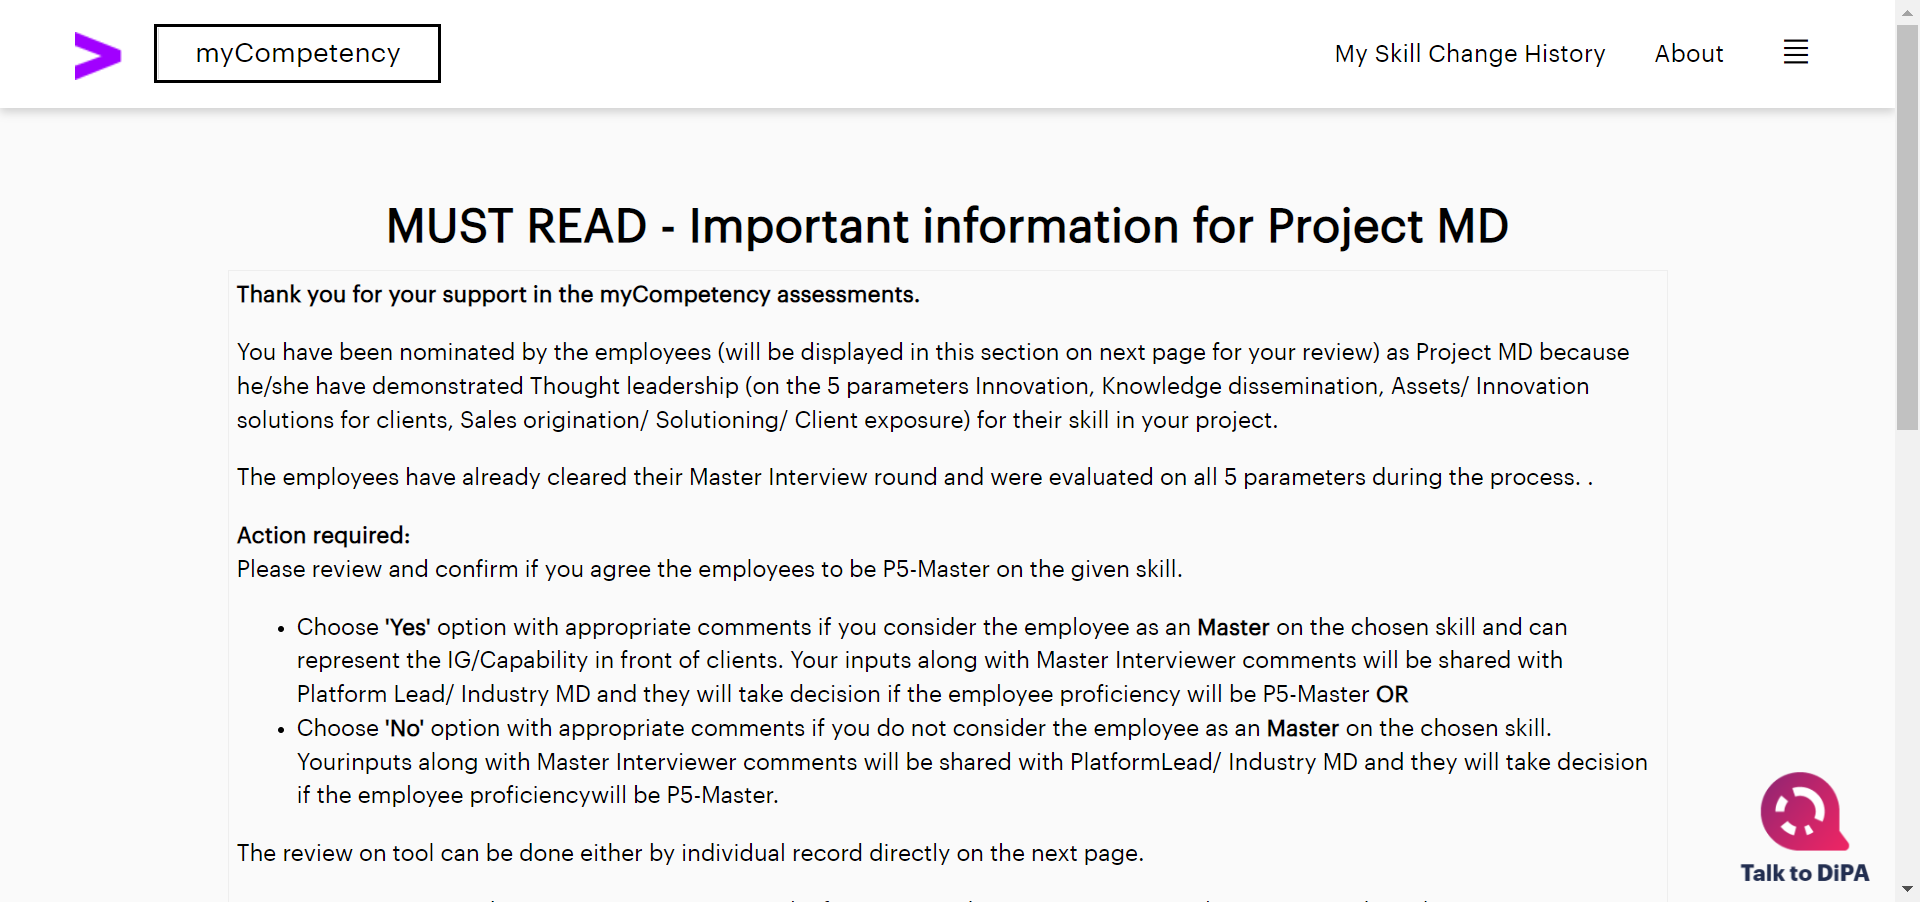 myCompetency
My Skill Change History
About
MUST READ - Important information for Project MD
Thank you for your support in the myCompetency assessments.
You have been nominated by the employees (will be displayed in this section on next page for your review) as Project MD because
he/she have demonstrated Thought leadership (on the 5 parameters Innovation, Knowledge dissemination, Assets/ Innovation
solutions for clients, Sales origination/ Solutioning/ Client exposure) for their skill in your project.
The employees have already cleared their Master Interview round and were evaluated on all 5 parameters during the process. .
Action required:
Please review and confirm if you agree the employees to be P5-Master on the given skill.
• Choose 'Yes' option with appropriate comments if you consider the employee as an Master on the chosen skill and can
represent the IG/Capability in front of clients. Your inputs along with Master Interviewer comments will be shared with
Platform Lead/ Industry MD and they will take decision if the employee proficiency will be P5-Master OR
• Choose 'No' option with appropriate comments if you do not consider the employee as an Master on the chosen skill.
Yourinputs along with Master Interviewer comments will be shared with PlatformLead/ Industry MD and they will take decision
if the employee proficiencywill be P5-Master.
The review on tool can be done either by individual record directly on the next page.
Talk to DiPA